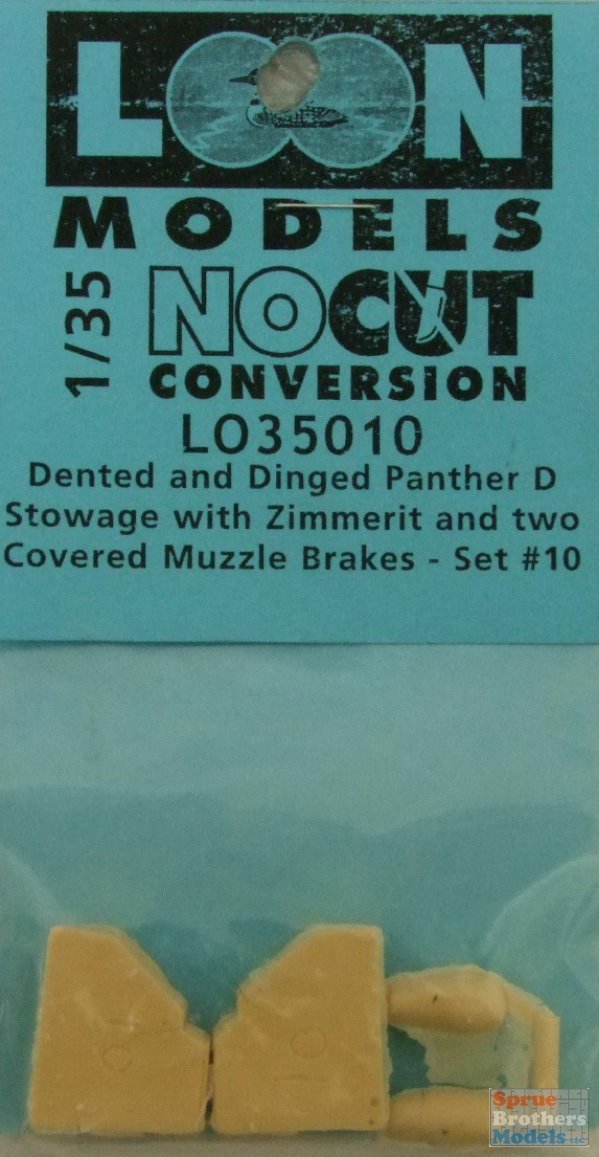 LOON
MODELS
1/35
NOCUT
CONVERSION
LO35010
Dented and Dinged Panther D
Stowage with Zimmerit and two
Covered Muzzle Brakes - Set #10
Sprue
Brothers
Models LLC